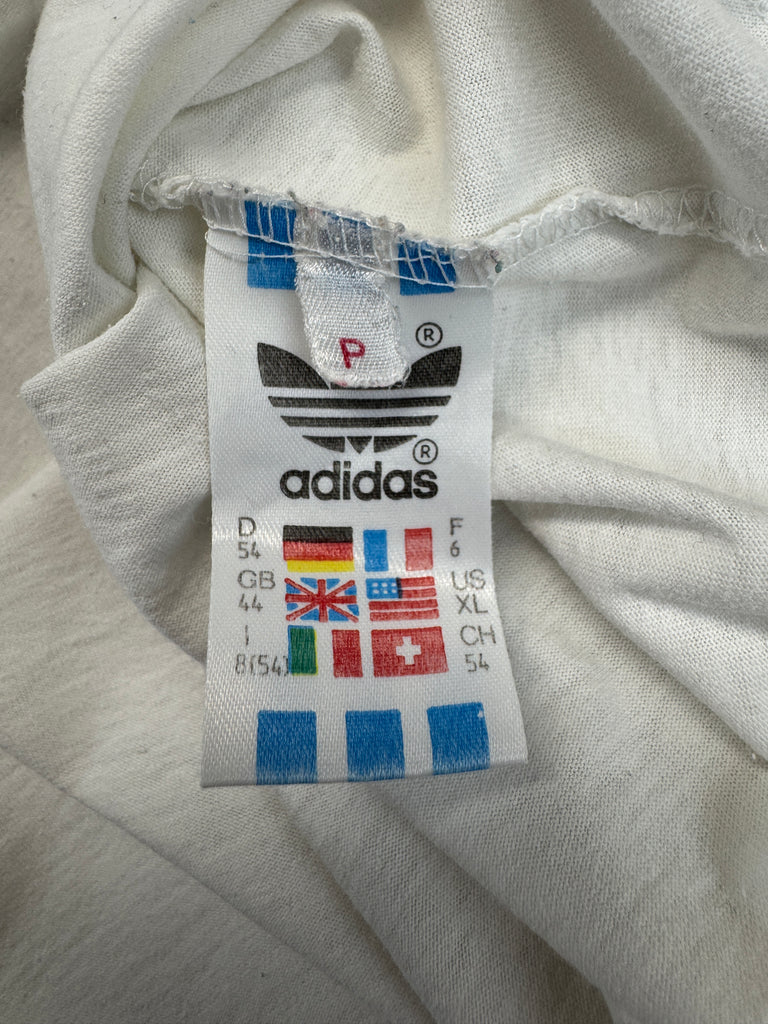 P
®
®
adidas
D F
54 6
GB US
44 XL
I CH
8(54) 54